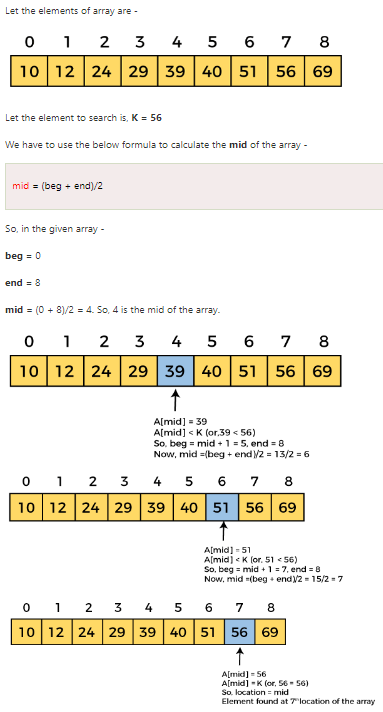 Let the elements of array are -
0 1 2 3 4 5 6 7 8
10 12 24 29 39 40 51 56 69
Let the element to search is, K = 56
We have to use the below formula to calculate the mid of the array -
mid = (beg + end)/2
So, in the given array -
beg = 0
end = 8
mid = (0 + 8)/2 = 4. So, 4 is the mid of the array.
0 1 2 3 4 5 6 7 8
10 12 24 29 39 40 51 56 69
A[mid] = 39
A[mid] < K (or,39 < 56)
So, beg = mid + 1 = 5, end = 8
Now, mid =(beg + end)/2 = 13/2 = 6
0 1 2 3 4 5 6 7 8
10 12 24 29 39 40 51 56 69
A[mid] = 51
A[mid] < K (or, 51 < 56)
So, beg = mid + 1 = 7, end = 8
Now, mid =(beg + end)/2 = 15/2 = 7
0 1 2 3 4 5 6 7 8
10 12 24 29 39 40 51 56 69
A[mid] = 56
A[mid] = K (or, 56 = 56)
So, location = mid
Element found at 7th location of the array